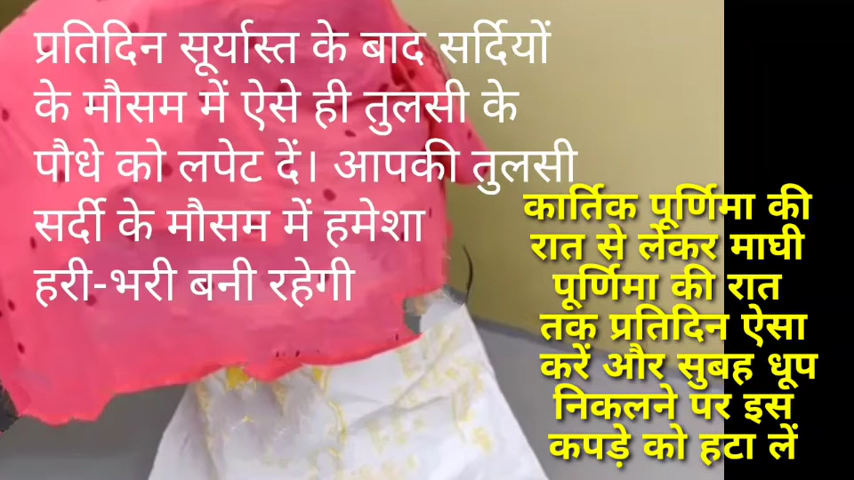 प्रतिदिन सूर्यास्त के बाद सर्दियों
के मौसम में ऐसे ही तुलसी के
पौधे को लपेट दें। आपकी तुलसी
सर्दी के मौसम में हमेशा
हरी-भरी बनी रहेगी
कार्तिक पूर्णिमा की
रात से लेकर माघी
पूर्णिमा की रात
तक प्रतिदिन ऐसा
करें और सुबह धूप
निकलने पर इस
कपड़े को हटा लें